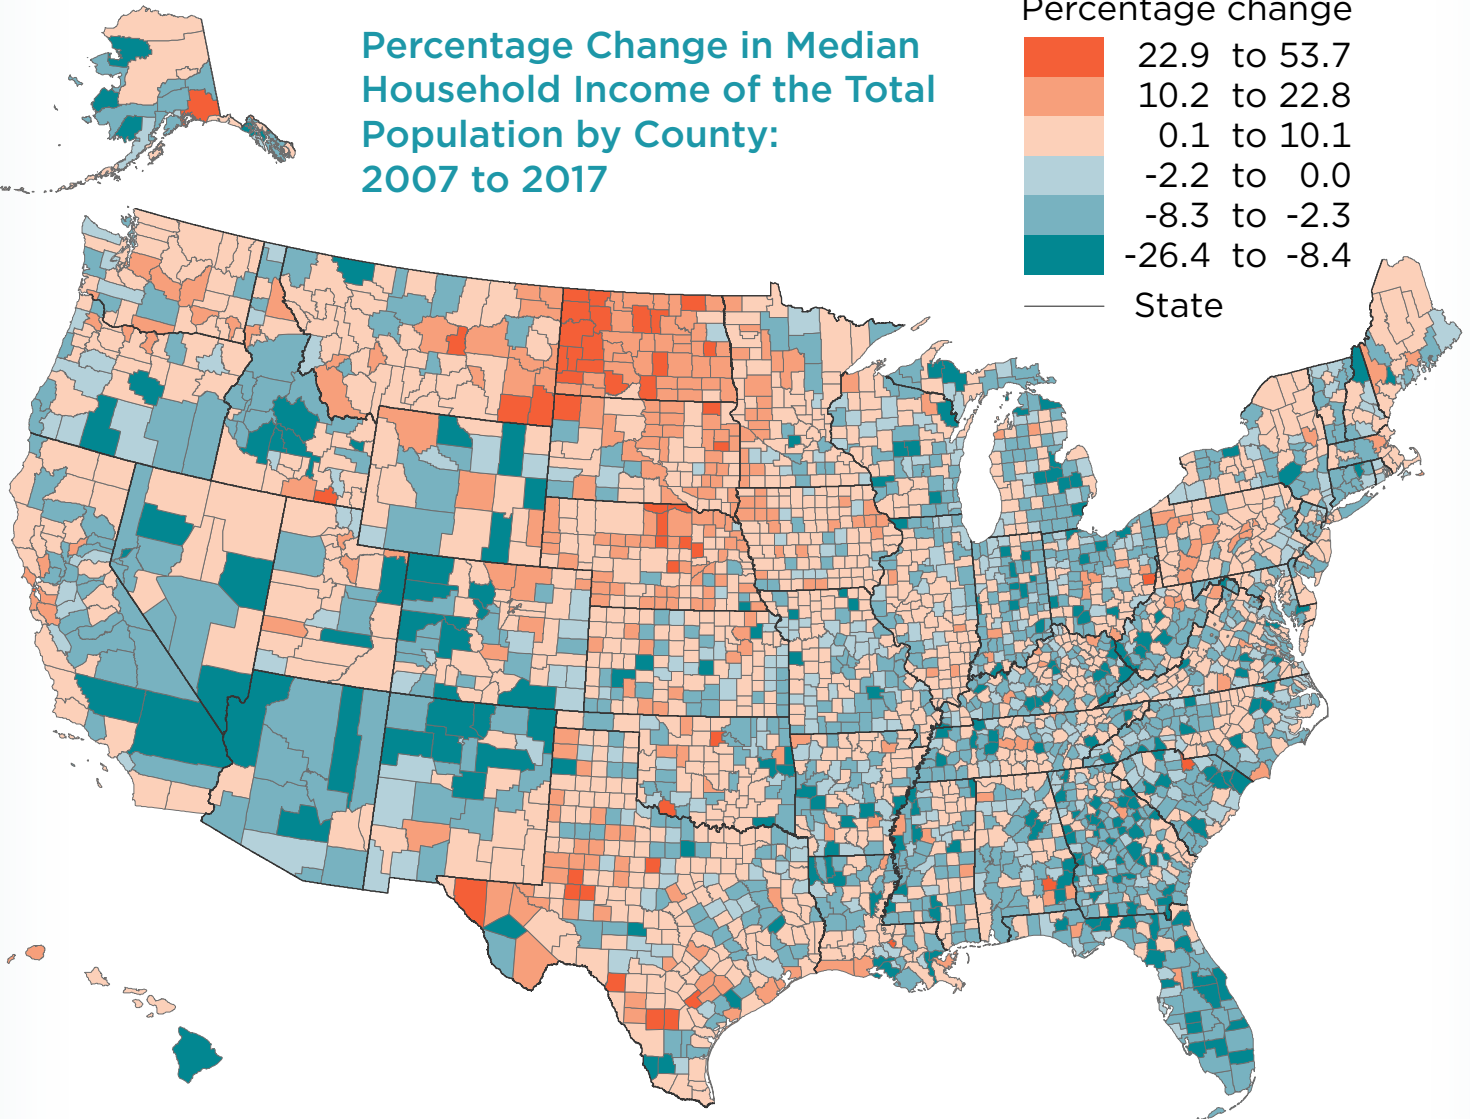 Percentage Change in Median
Household Income of the Total
Population by County:
2007 to 2017
Percentage change
22.9 to 53.7
10.2 to 22.8
0.1 to 10.1
-2.2 to 0.0
-8.3 to -2.3
-26.4 to -8.4
State